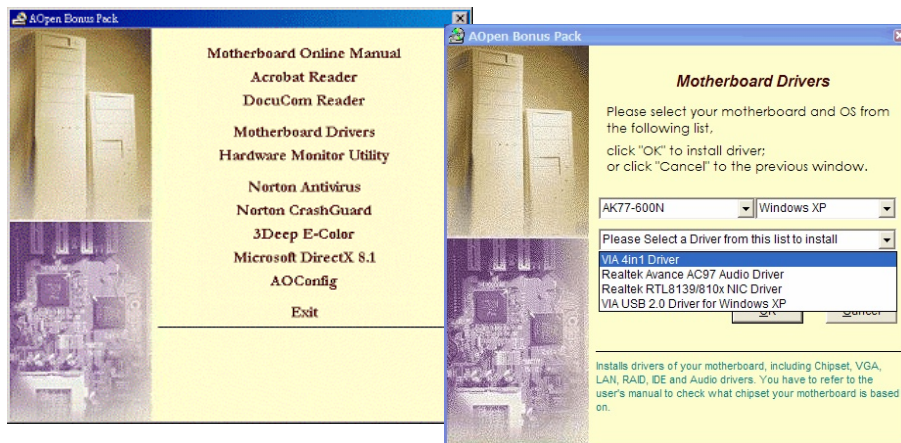 AOpen Bonus Pack
Motherboard Online Manual
Acrobat Reader
DocuCom Reader
Motherboard Drivers
Hardware Monitor Utility
Norton Antivirus
Norton CrashGuard
3Deep E-Color
Microsoft DirectX 8.1
AOConfig
Exit
AOpen Bonus Pack
Motherboard Drivers
Please select your motherboard and OS from
the following list,
click "OK" to install driver;
or click "Cancel" to the previous window.
AK77-600N
Windows XP
Please Select a Driver from this list to install
VIA 4in1 Driver
Realtek Avance AC97 Audio Driver
Realtek RTL8139/810x NIC Driver
VIA USB 2.0 Driver for Windows XP
OK
Cancel
Installs drivers of your motherboard, including Chipset, VGA,
LAN, RAID, IDE and Audio drivers. You have to refer to the
user's manual to check what chipset your motherboard is based
on.